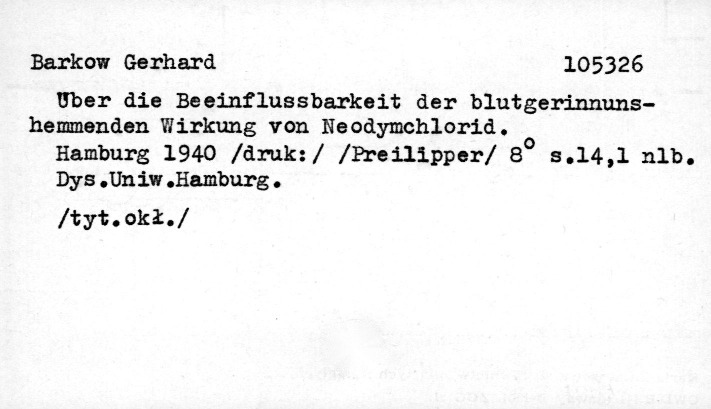 Barkow Gerhard 105326
Über die Beeinflussbarkeit der blutgerinnuns-
hemmenden Wirkung von Neodymchlorid.
Hamburg 1940 /druk:/ /Preilipper/ 8° s.14,1 nlb.
Dys.Uniw.Hamburg.
/tyt.okł./